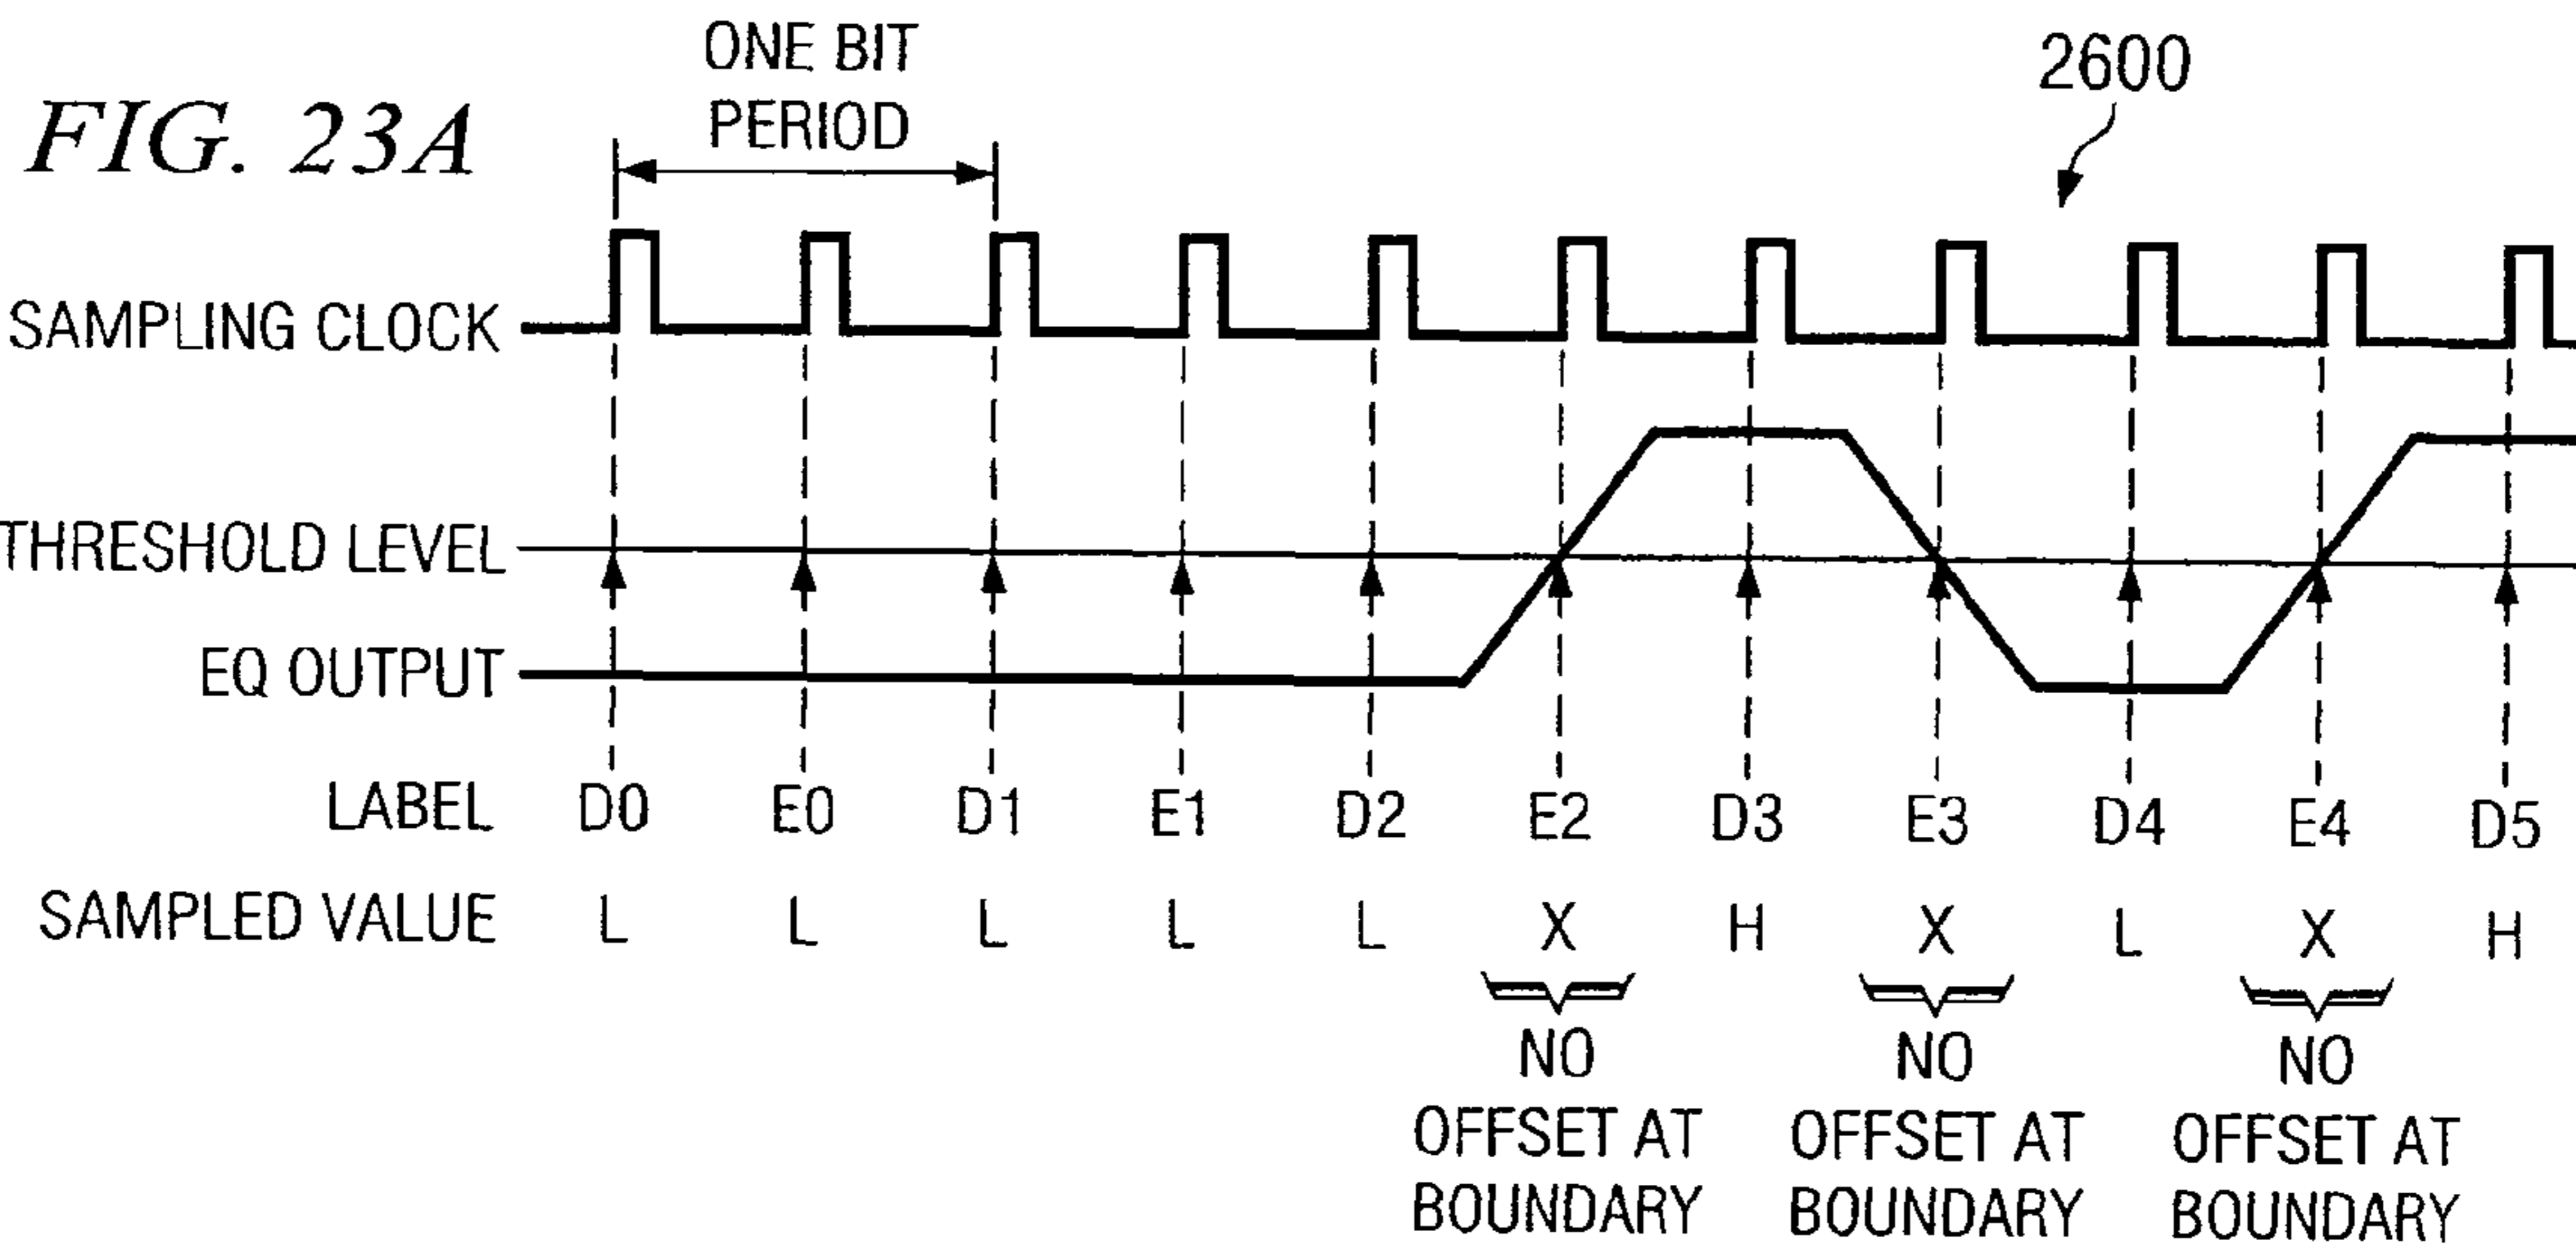 FIG. 23A
ONE BIT
PERIOD
2600
SAMPLING CLOCK
THRESHOLD LEVEL
EQ OUTPUT
LABEL D0 E0 D1 E1 D2 E2 D3 E3 D4 E4 D5
SAMPLED VALUE L L L L L X H X L X H
NO NO NO
OFFSET AT OFFSET AT OFFSET AT
BOUNDARY BOUNDARY BOUNDARY